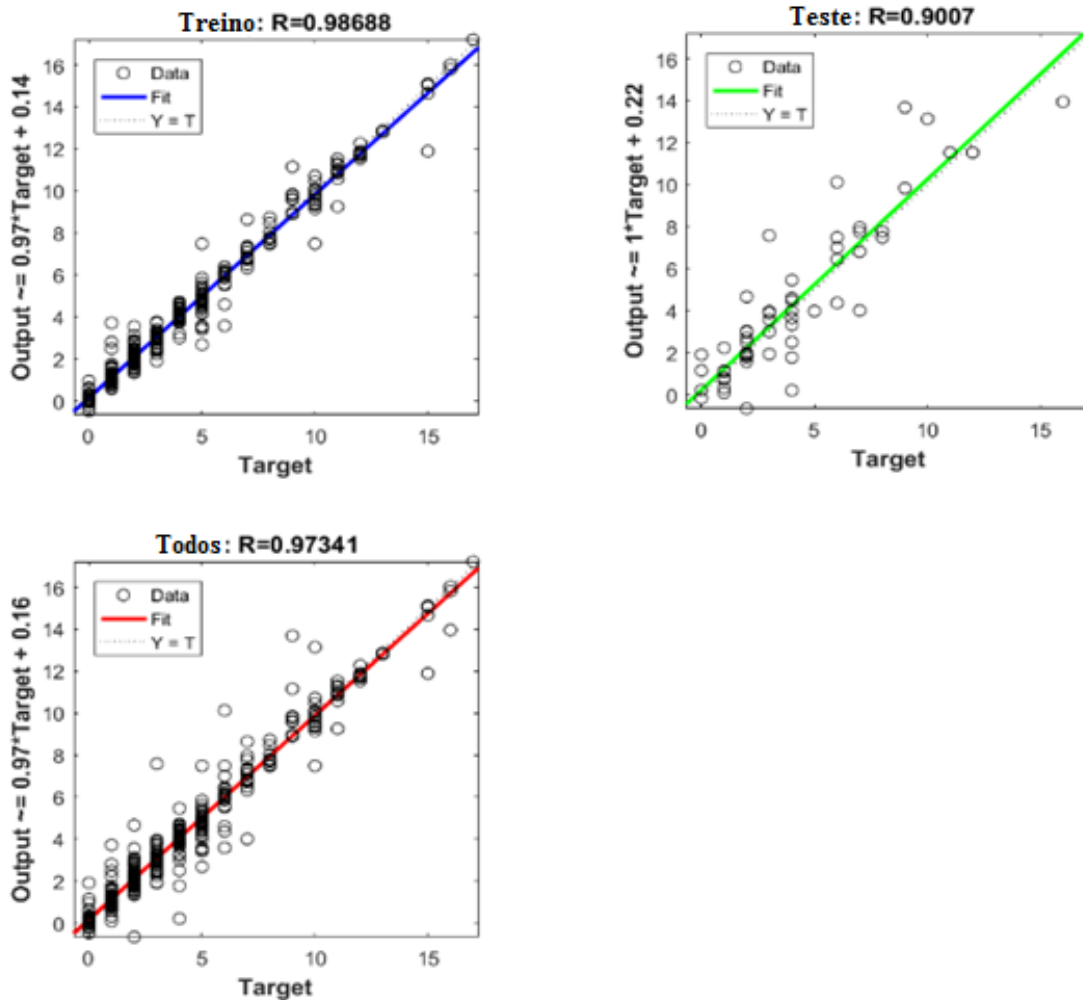 Treino: R=0.98688
Output ~= 0.97*Target + 0.14
16
14
12
10
8
6
4
2
0
Data
Fit
Y = T
0 5 10 15
Target
Teste: R=0.9007
Output ~= 1*Target + 0.22
16
14
12
10
8
6
4
2
0
Data
Fit
Y = T
0 5 10 15
Target
Todos: R=0.97341
Output ~= 0.97*Target + 0.16
16
14
12
10
8
6
4
2
0
Data
Fit
Y = T
0 5 10 15
Target